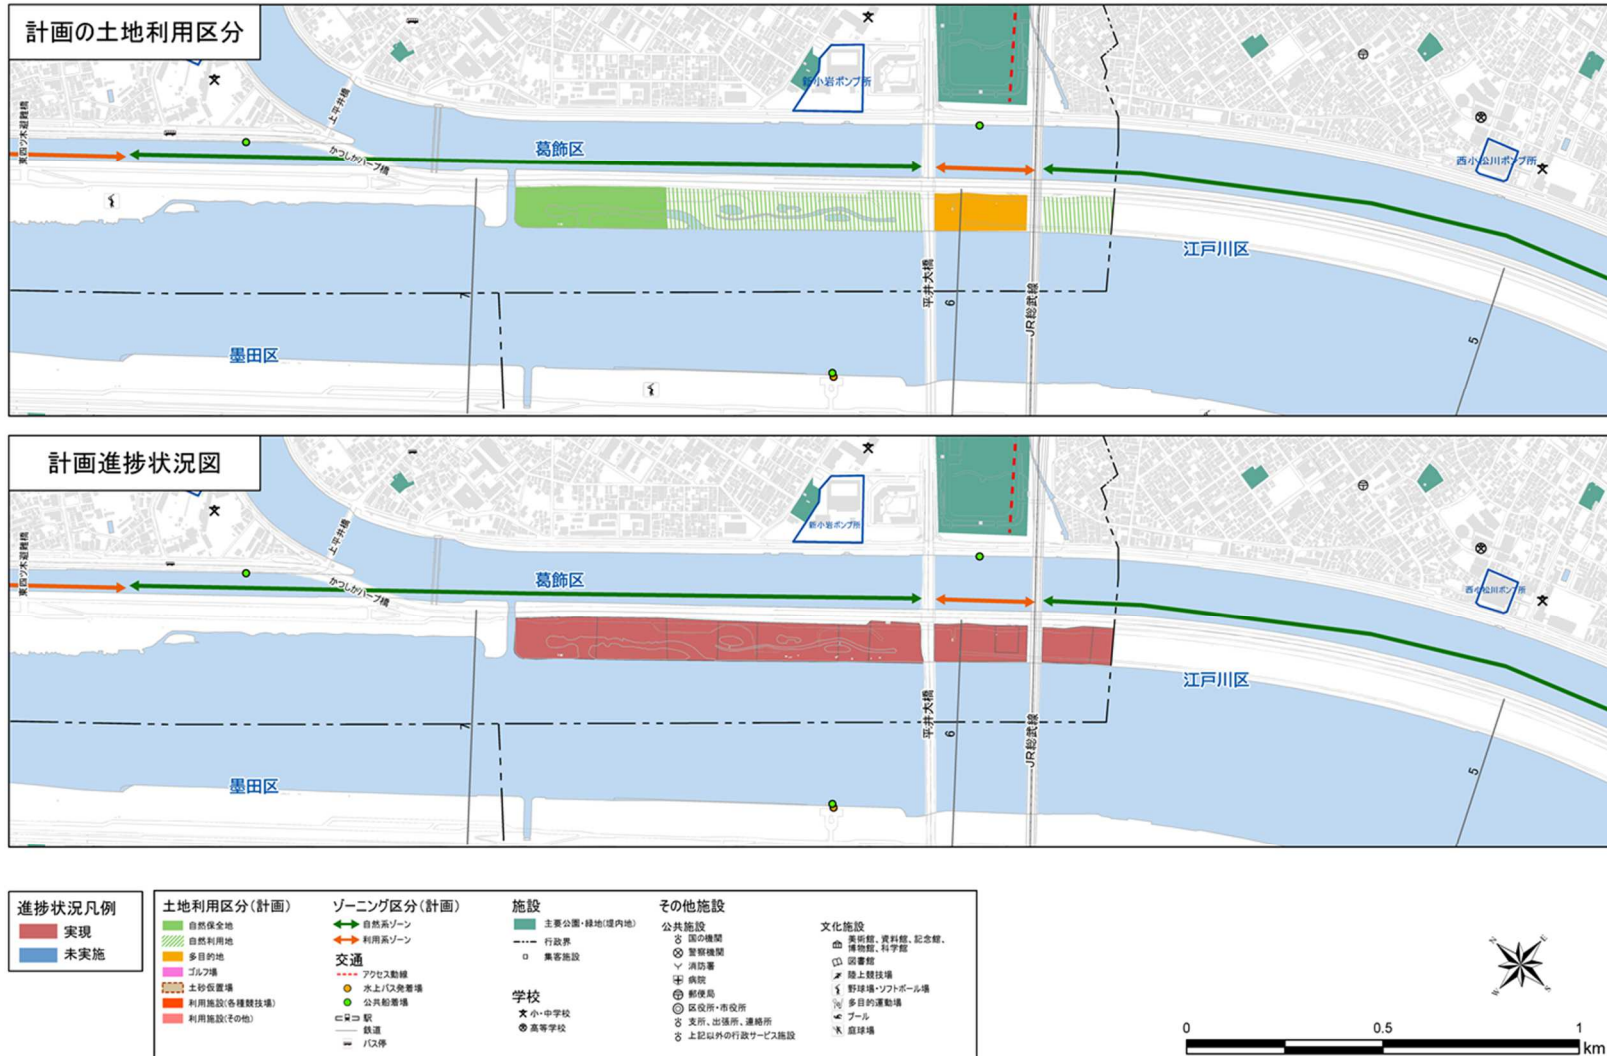 計画の土地利用区分
新小岩ポンプ所
東四ツ木避難橋
上平井橋
かつしかハープ橋
葛飾区
西小松川ポンプ所
江戸川区
平井大橋
JR総武線
墨田区
7
6
5
計画進捗状況図
新小岩ポンプ所
東四ツ木避難橋
上平井橋
かつしかハープ橋
葛飾区
西小松川ポンプ所
江戸川区
平井大橋
JR総武線
墨田区
7
6
5
進捗状況凡例
実現
未実施
土地利用区分(計画)
自然保全地
自然利用地
多目的地
ゴルフ場
土砂仮置場
利用施設(各種競技場)
利用施設(その他)
ゾーニング区分(計画)
自然系ゾーン
利用系ゾーン
交通
アクセス動線
水上バス発着場
公共船着場
駅
鉄道
バス停
施設
主要公園・緑地(堤内地)
行政界
集客施設
学校
小・中学校
高等学校
その他施設
公共施設
国の機関
警察機関
消防署
病院
郵便局
区役所・市役所
支所、出張所、連絡所
上記以外の行政サービス施設
文化施設
美術館、資料館、記念館、
博物館、科学館
図書館
陸上競技場
野球場・ソフトボール場
多目的運動場
プール
庭球場
N
E
W
S
0
0.5
1
km